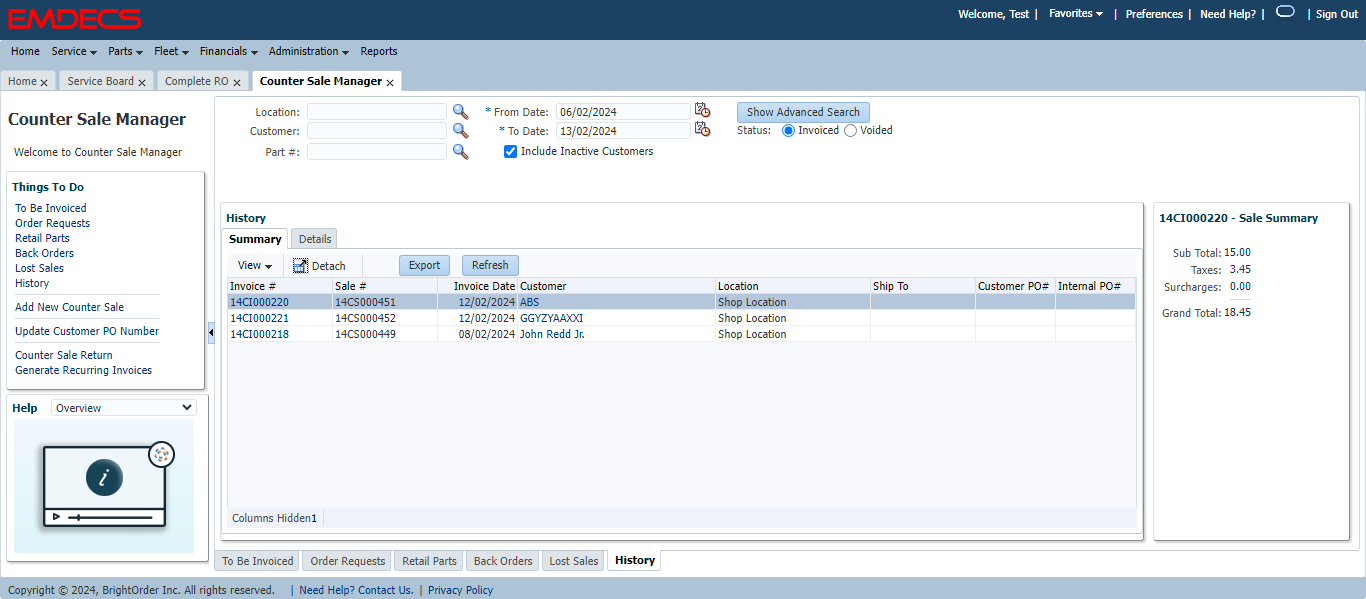 EMDECS
Welcome, Test | Favorites | Preferences | Need Help? | | Sign Out
Home Service Parts Fleet Financials Administration Reports
Home Service Board Complete RO Counter Sale Manager
Counter Sale Manager
Welcome to Counter Sale Manager
Things To Do
To Be Invoiced
Order Requests
Retail Parts
Back Orders
Lost Sales
History
Add New Counter Sale
Update Customer PO Number
Counter Sale Return
Generate Recurring Invoices
Help Overview
i
Location: * From Date: 06/02/2024 Show Advanced Search
Customer: * To Date: 13/02/2024 Status: Invoiced Voided
Part #: Include Inactive Customers
History
Summary Details
View Detach Export Refresh
Invoice # Sale # Invoice Date Customer Location Ship To Customer PO# Internal PO#
14CI000220 14CS000451 12/02/2024 ABS Shop Location
14CI000221 14CS000452 12/02/2024 GGYZYAAXXI Shop Location
14CI000218 14CS000449 08/02/2024 John Redd Jr. Shop Location
Columns Hidden1
14CI000220 - Sale Summary
Sub Total: 15.00
Taxes: 3.45
Surcharges: 0.00
Grand Total: 18.45
To Be Invoiced Order Requests Retail Parts Back Orders Lost Sales History
Copyright © 2024, BrightOrder Inc. All rights reserved. | Need Help? Contact Us. | Privacy Policy